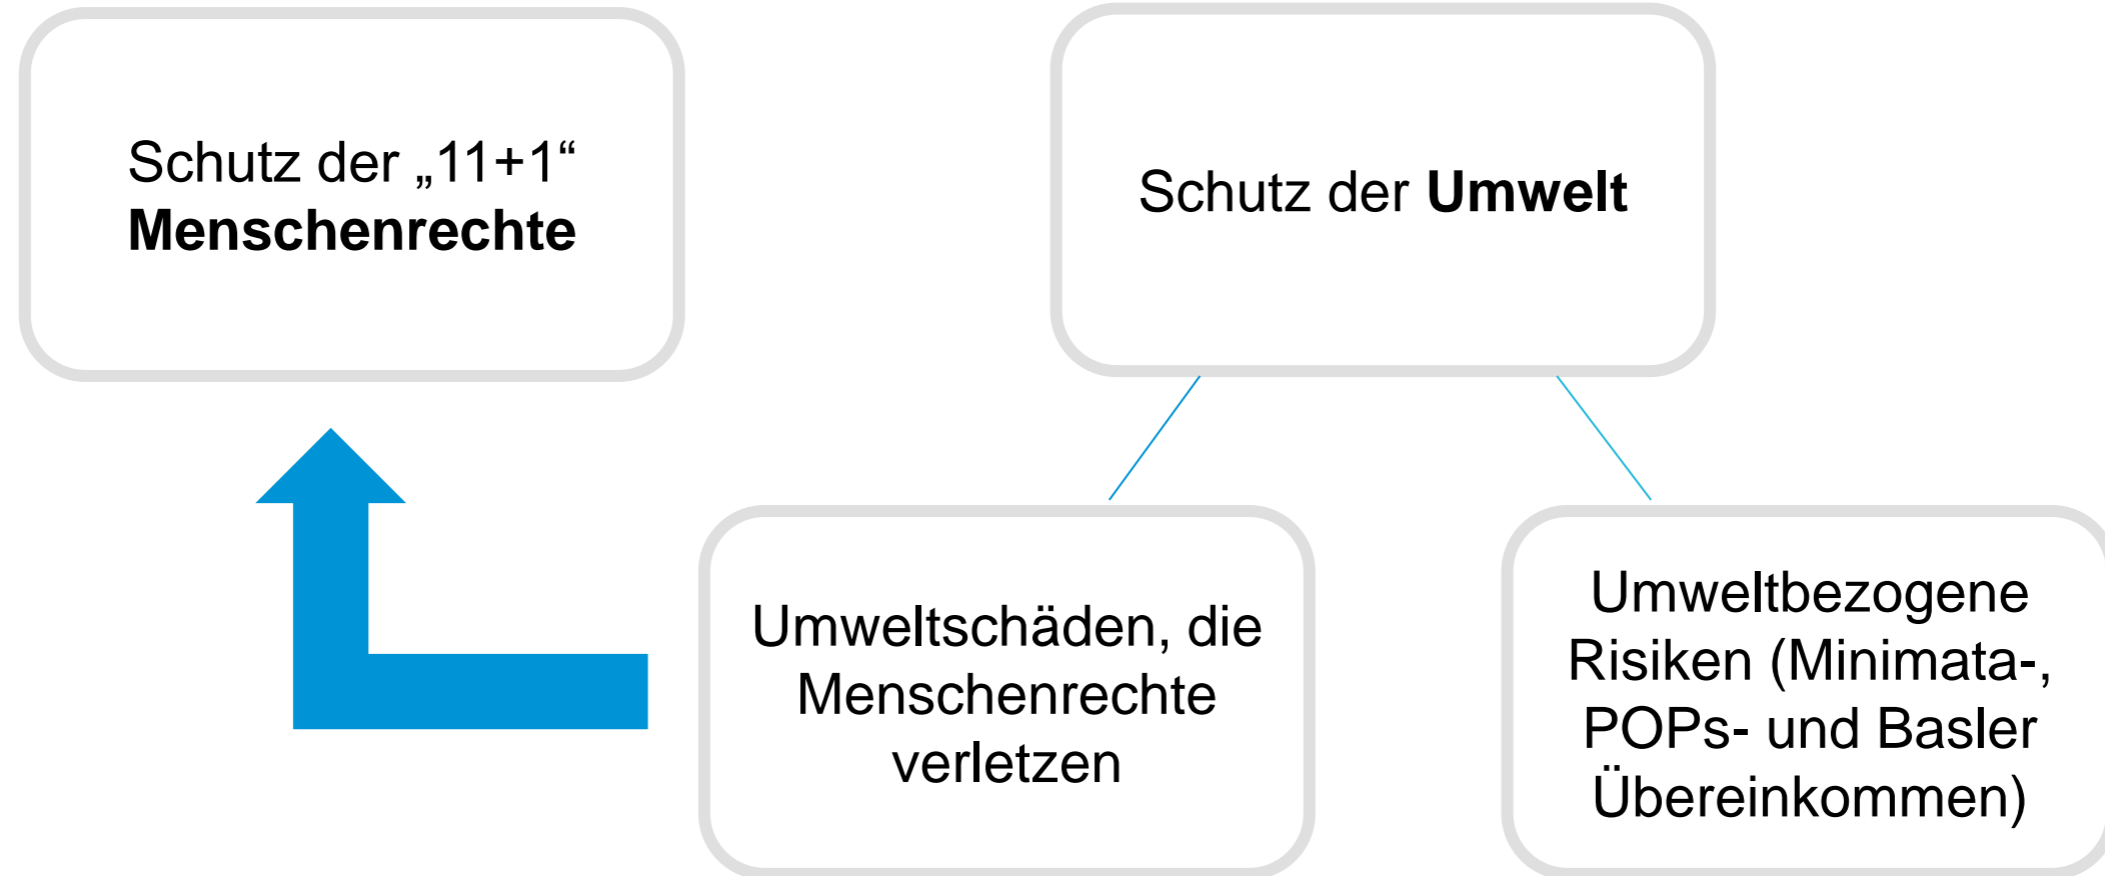 Schutz der „11+1“
Menschenrechte
Schutz der Umwelt
Umweltschäden, die
Menschenrechte
verletzen
Umweltbezogene
Risiken (Minimata-,
POPs- und Basler
Übereinkommen)